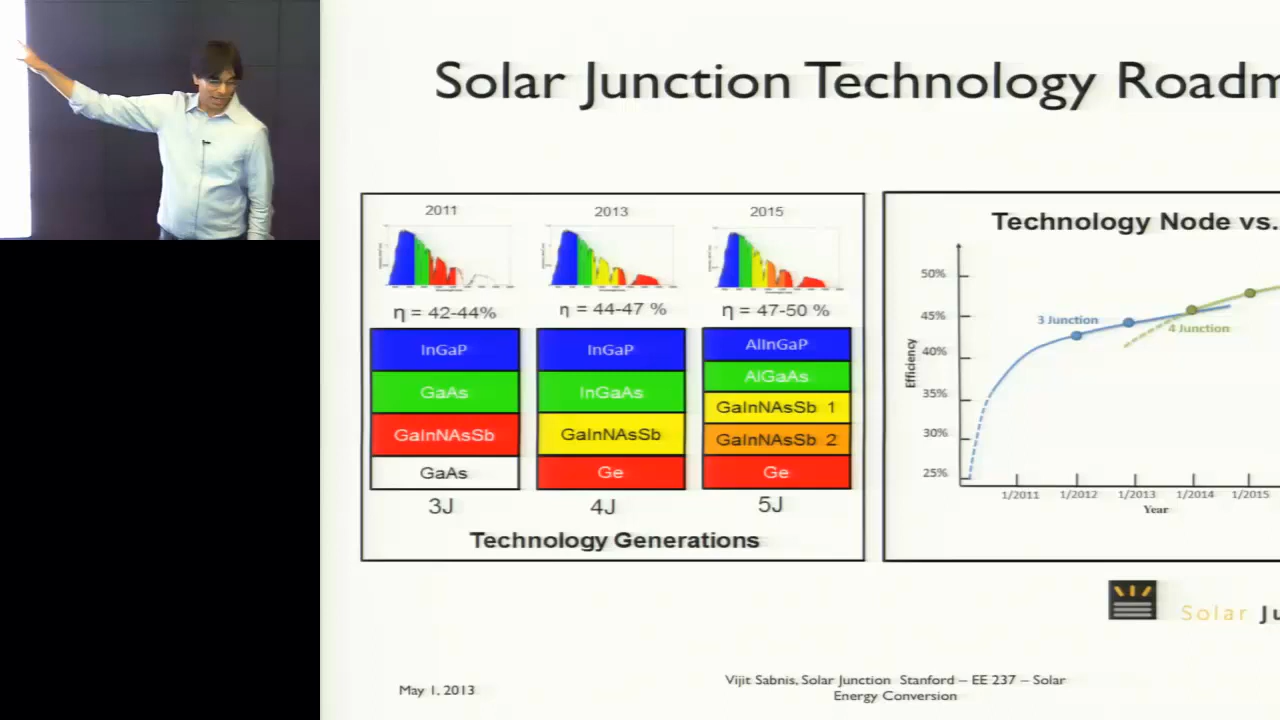 Solar Junction Technology Roadm
2011
2013
2015
η = 42-44%
η = 44-47 %
η = 47-50 %
InGaP
GaAs
GaInNAsSb
GaAs
3J
InGaP
InGaAs
GaInNAsSb
Ge
4J
AlInGaP
AlGaAs
GaInNAsSb 1
GaInNAsSb 2
Ge
5J
Technology Generations
Technology Node vs.
50%
45%
40%
35%
30%
25%
Efficiency
3 Junction
4 Junction
1/2011
1/2012
1/2013
1/2014
1/2015
Year
Solar Ju
May 1, 2013
Vijit Sabnis, Solar Junction Stanford – EE 237 – Solar
Energy Conversion